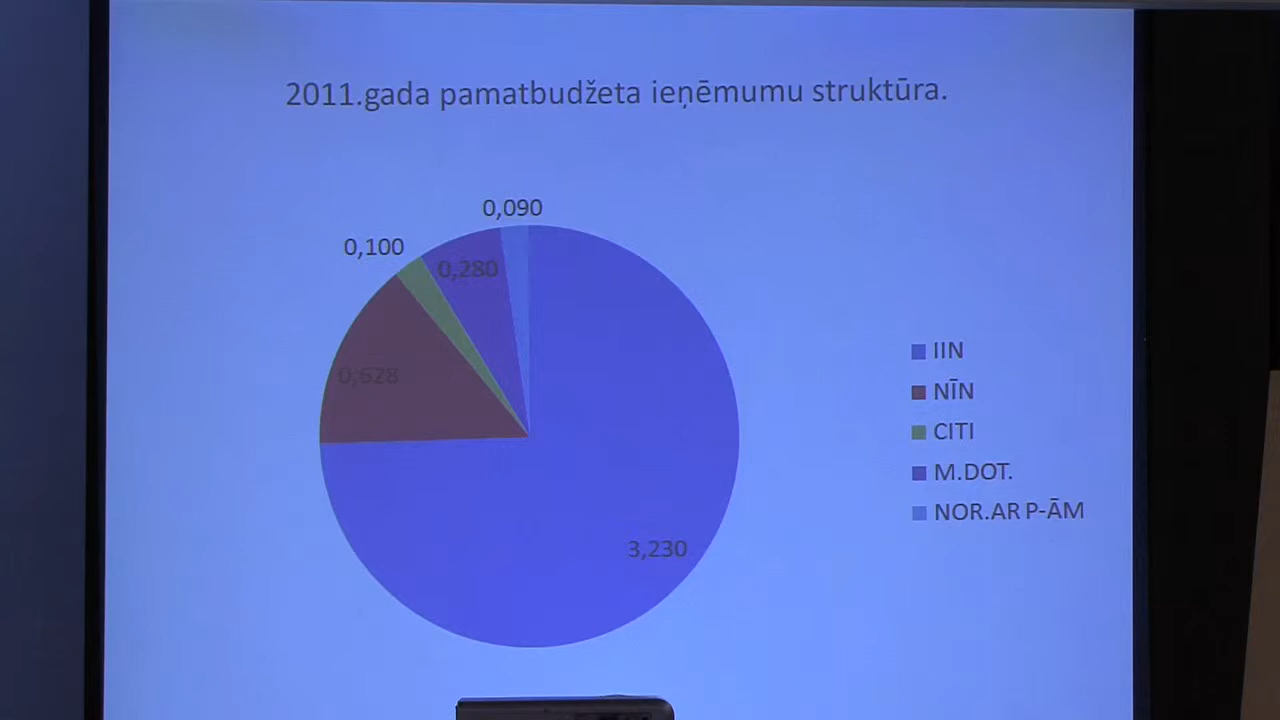 2011.gada pamatbudžeta ieņēmumu struktūra.
0,090
0,100
0,280
0,628
3,230
IIN
NĪN
CITI
M.DOT.
NOR.AR P-ĀM